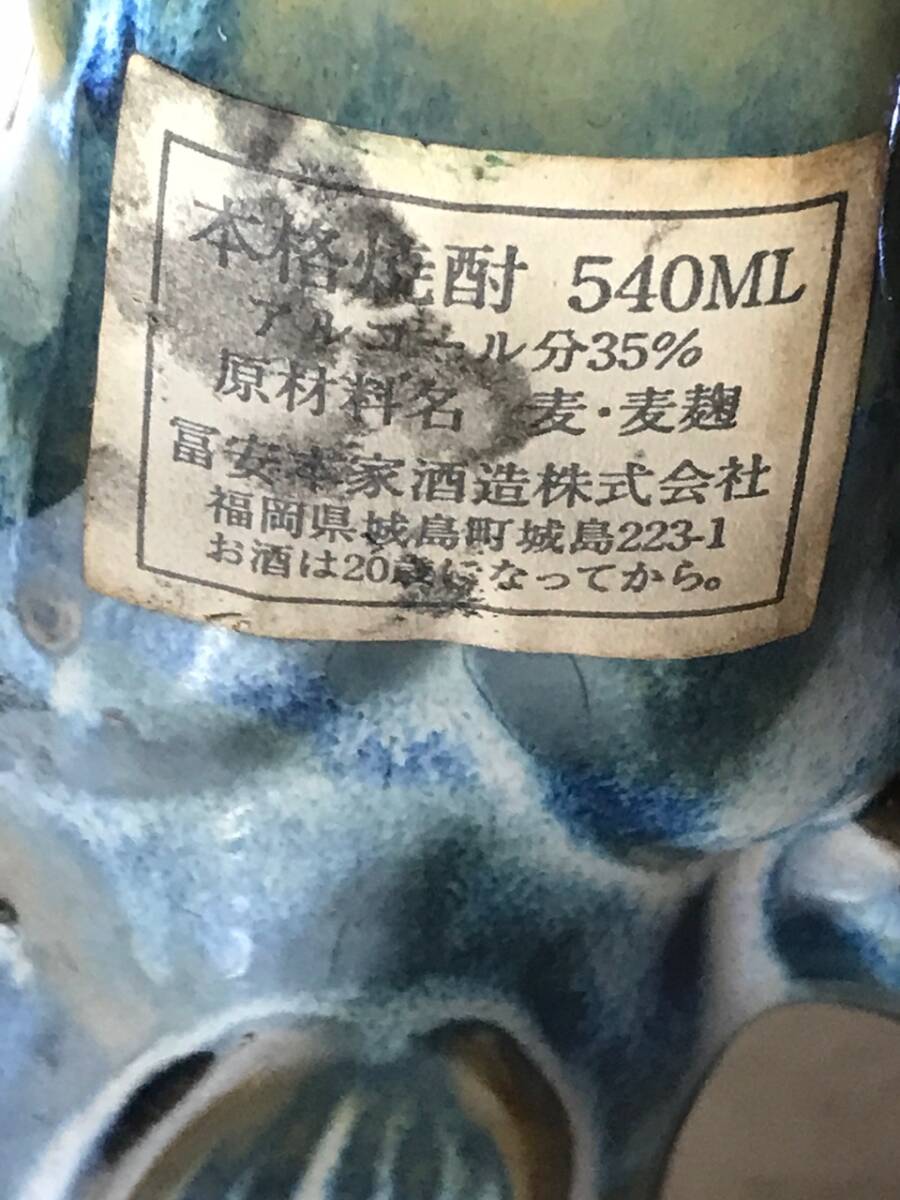 本格焼酎 540ML
アルコール分35%
原材料名 麦・麦麹
冨安本家酒造株式会社
福岡県城島町城島223-1
お酒は20歳になってから。